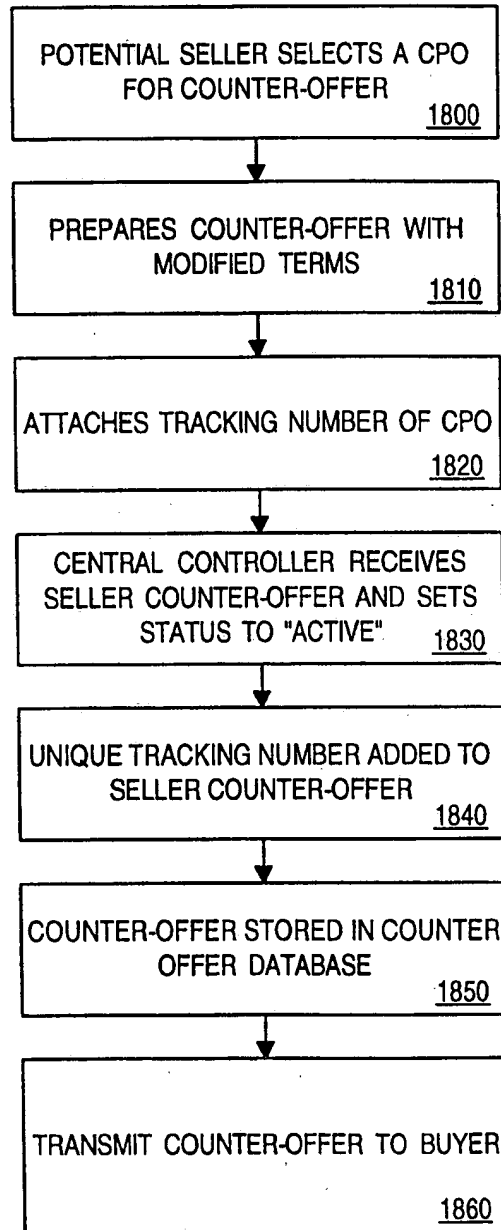 POTENTIAL SELLER SELECTS A CPO
FOR COUNTER-OFFER
1800
PREPARES COUNTER-OFFER WITH
MODIFIED TERMS
1810
ATTACHES TRACKING NUMBER OF CPO
1820
CENTRAL CONTROLLER RECEIVES
SELLER COUNTER-OFFER AND SETS
STATUS TO "ACTIVE"
1830
UNIQUE TRACKING NUMBER ADDED TO
SELLER COUNTER-OFFER
1840
COUNTER-OFFER STORED IN COUNTER
OFFER DATABASE
1850
TRANSMIT COUNTER-OFFER TO BUYER
1860